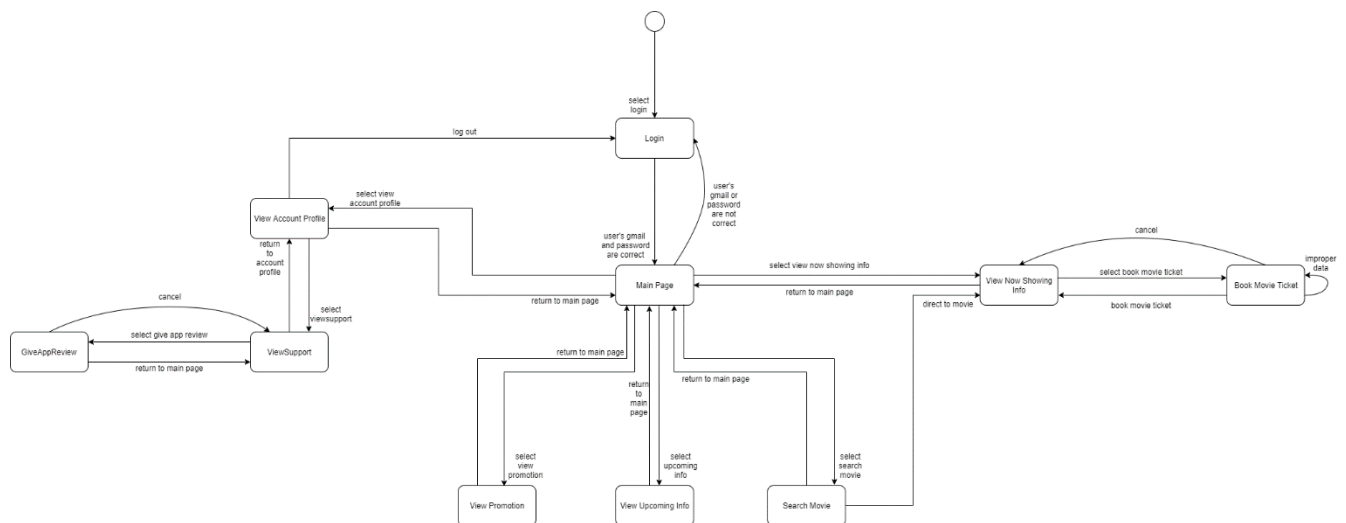 select
login
Login
log out
select view
account profile
user's
gmail or
password
are not
correct
View Account Profile
return
to
account
profile
user's gmail
and password
are correct
cancel
improper
data
select view now showing info
Main Page
View Now Showing
Info
select book movie ticket
Book Movie Ticket
return to main page
return to main page
book movie ticket
direct to movie
cancel
select
viewsupport
select give app review
GiveAppReview
ViewSupport
return to main page
return to main page
return
to
main
page
return to main page
select
view
promotion
select
upcoming
info
select
search
movie
View Promotion
View Upcoming Info
Search Movie